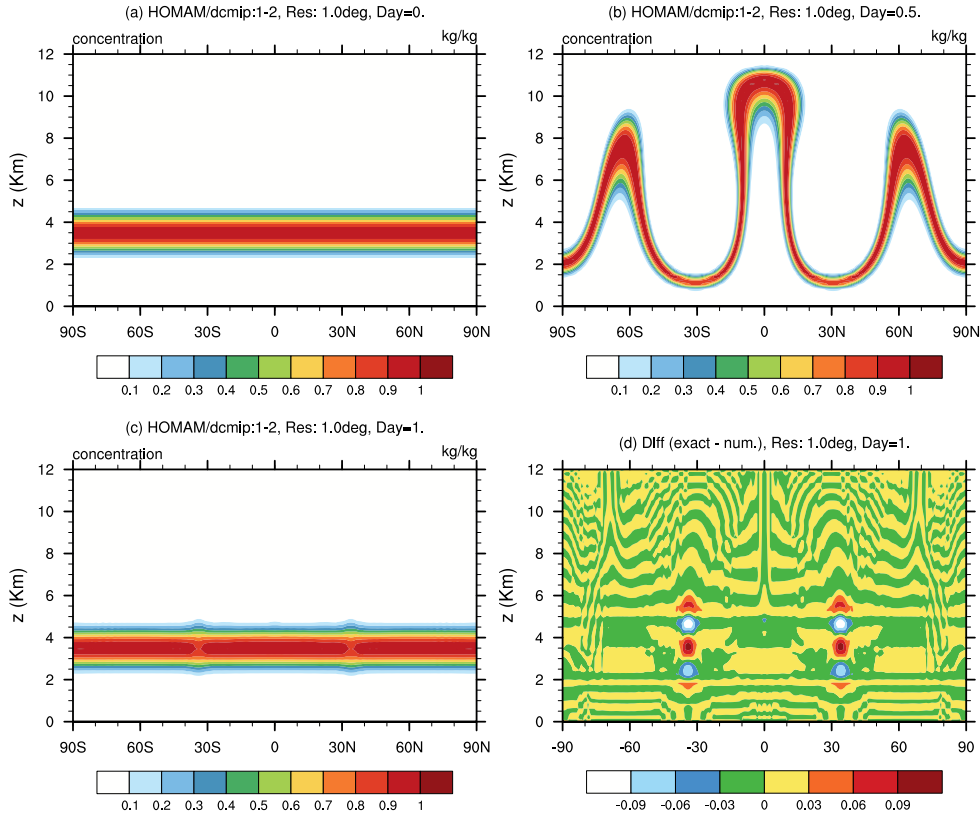 (a) HOMAM/dcmip:1-2, Res: 1.0deg, Day=0.
concentration kg/kg
12
10
8
6
4
2
0
z (Km)
90S 60S 30S 0 30N 60N 90N
0.1 0.2 0.3 0.4 0.5 0.6 0.7 0.8 0.9 1
(b) HOMAM/dcmip:1-2, Res: 1.0deg, Day=0.5.
concentration kg/kg
12
10
8
6
4
2
0
z (Km)
90S 60S 30S 0 30N 60N 90N
0.1 0.2 0.3 0.4 0.5 0.6 0.7 0.8 0.9 1
(c) HOMAM/dcmip:1-2, Res: 1.0deg, Day=1.
concentration kg/kg
12
10
8
6
4
2
0
z (Km)
90S 60S 30S 0 30N 60N 90N
0.1 0.2 0.3 0.4 0.5 0.6 0.7 0.8 0.9 1
(d) DIff (exact - num.), Res: 1.0deg, Day=1.
12
10
8
6
4
2
0
z (Km)
-90 -60 -30 0 30 60 90
-0.09 -0.06 -0.03 0 0.03 0.06 0.09